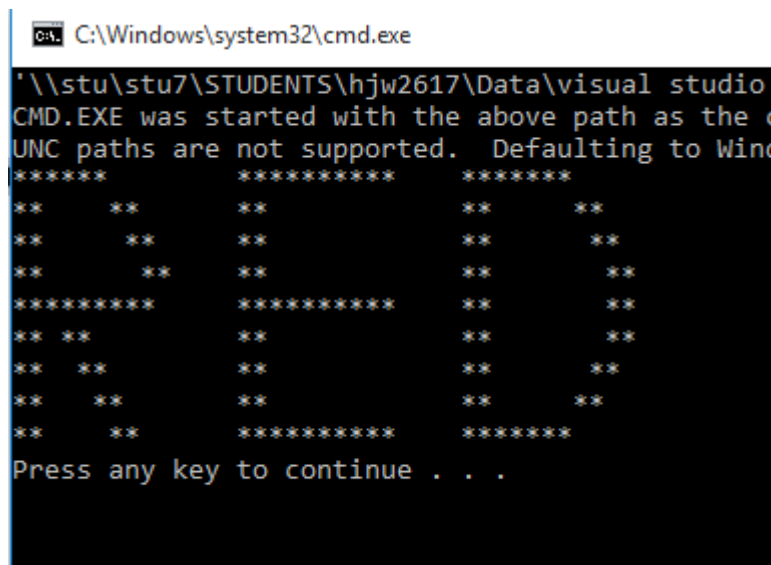 C:\Windows\system32\cmd.exe
'\\stu\stu7\STUDENTS\hjw2617\Data\visual studio
CMD.EXE was started with the above path as the
UNC paths are not supported.  Defaulting to
******        **********    *******
**    **      **            **     **
**     **     **            **      **
**      **    **            **       **
*********     **********    **       **
** **         **            **       **
**  **        **            **      **
**   **       **            **     **
**    **      **********    *******
Press any key to continue . . .